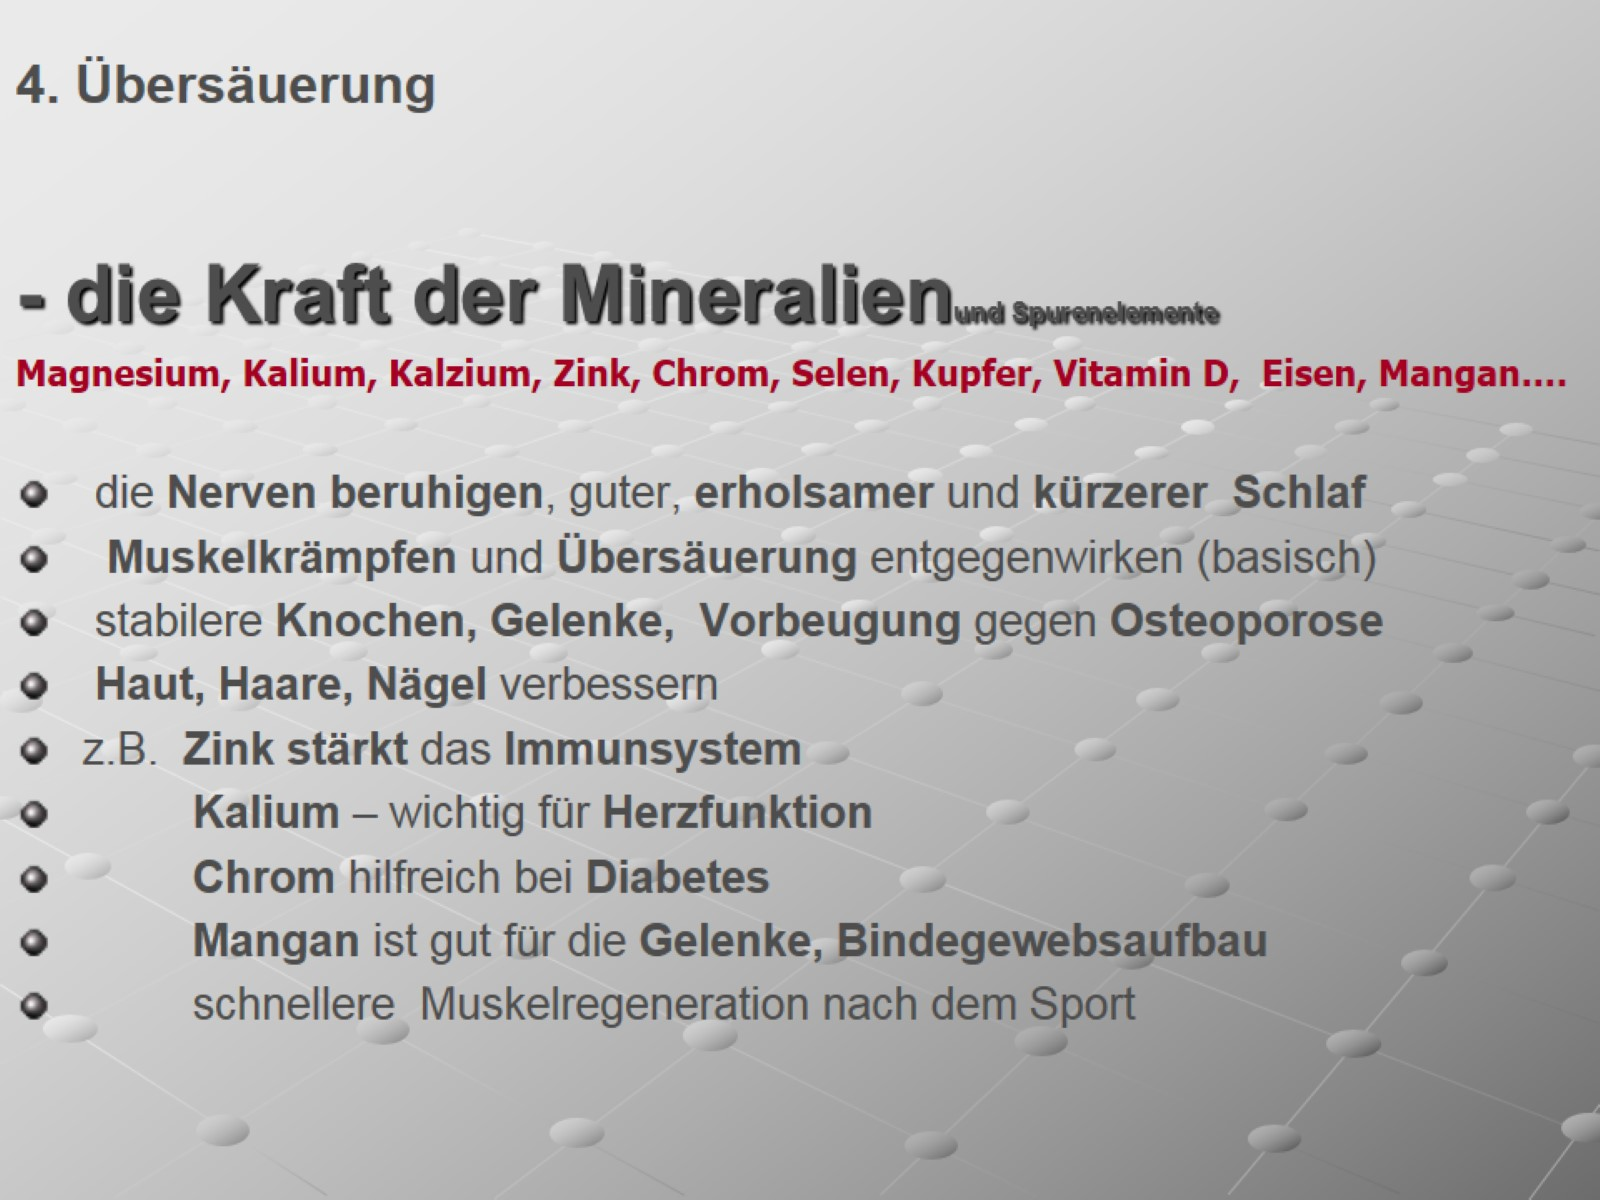 4. Übersäuerung
- die Kraft der Mineralien und Spurenelemente
Magnesium, Kalium, Kalzium, Zink, Chrom, Selen, Kupfer, Vitamin D, Eisen, Mangan....
die Nerven beruhigen, guter, erholsamer und kürzerer Schlaf
Muskelkrämpfen und Übersäuerung entgegenwirken (basisch)
stabilere Knochen, Gelenke, Vorbeugung gegen Osteoporose
Haut, Haare, Nägel verbessern
z.B. Zink stärkt das Immunsystem
Kalium – wichtig für Herzfunktion
Chrom hilfreich bei Diabetes
Mangan ist gut für die Gelenke, Bindegewebsaufbau
schnellere Muskelregeneration nach dem Sport